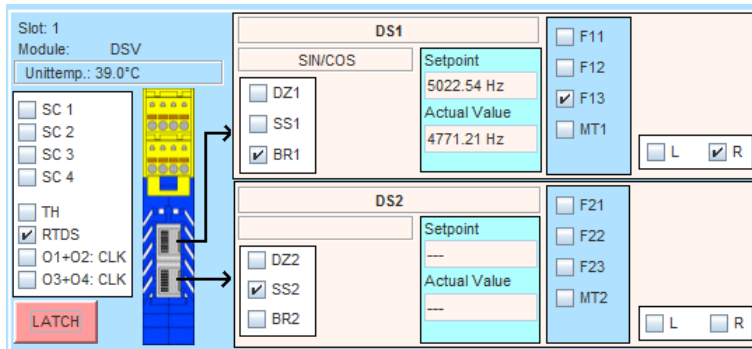 Slot: 1
Module: DSV
Unittemp.: 39.0°C
SC 1
SC 2
SC 3
SC 4
TH
RTDS
O1+O2: CLK
O3+O4: CLK
LATCH
DS1
SIN/COS
DZ1
SS1
BR1
Setpoint
5022.54 Hz
Actual Value
4771.21 Hz
F11
F12
F13
MT1
L R
DS2
DZ2
SS2
BR2
Setpoint
---
Actual Value
---
F21
F22
F23
MT2
L R